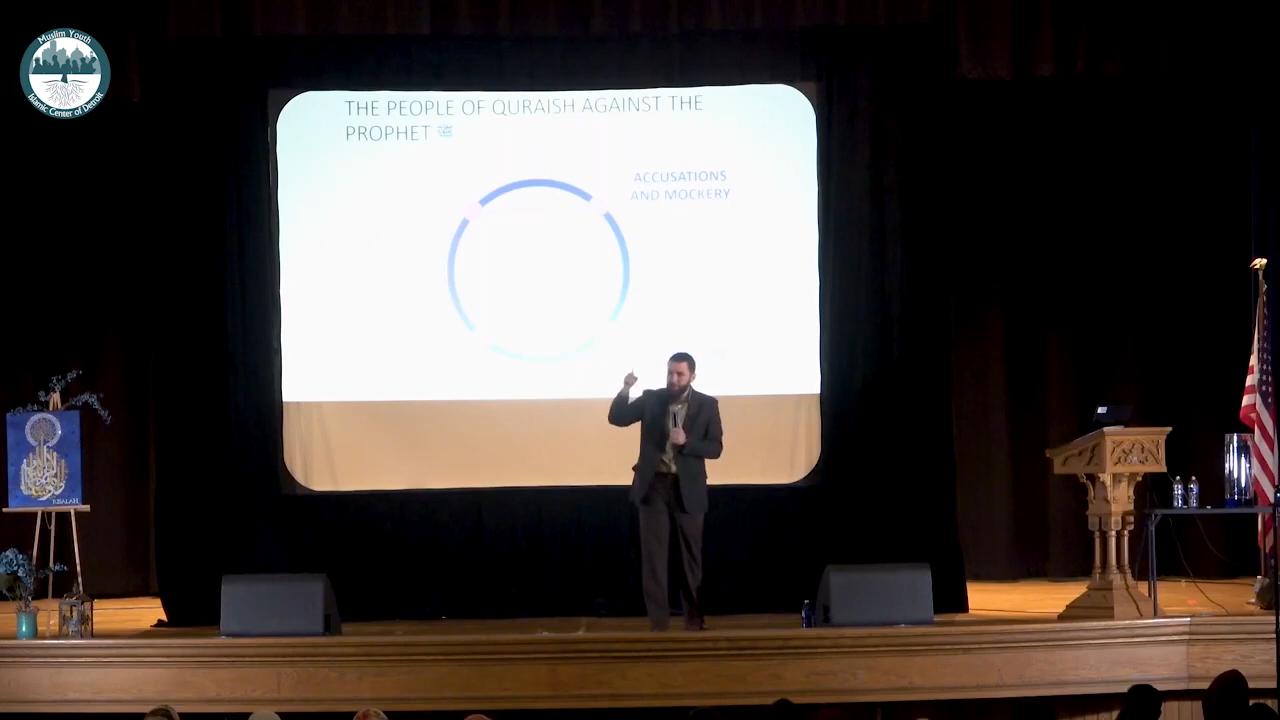 Muslim Youth
Islamic Center of Detroit
THE PEOPLE OF QURAISH AGAINST THE
PROPHET ﷺ
ACCUSATIONS
AND MOCKERY
RISALAH